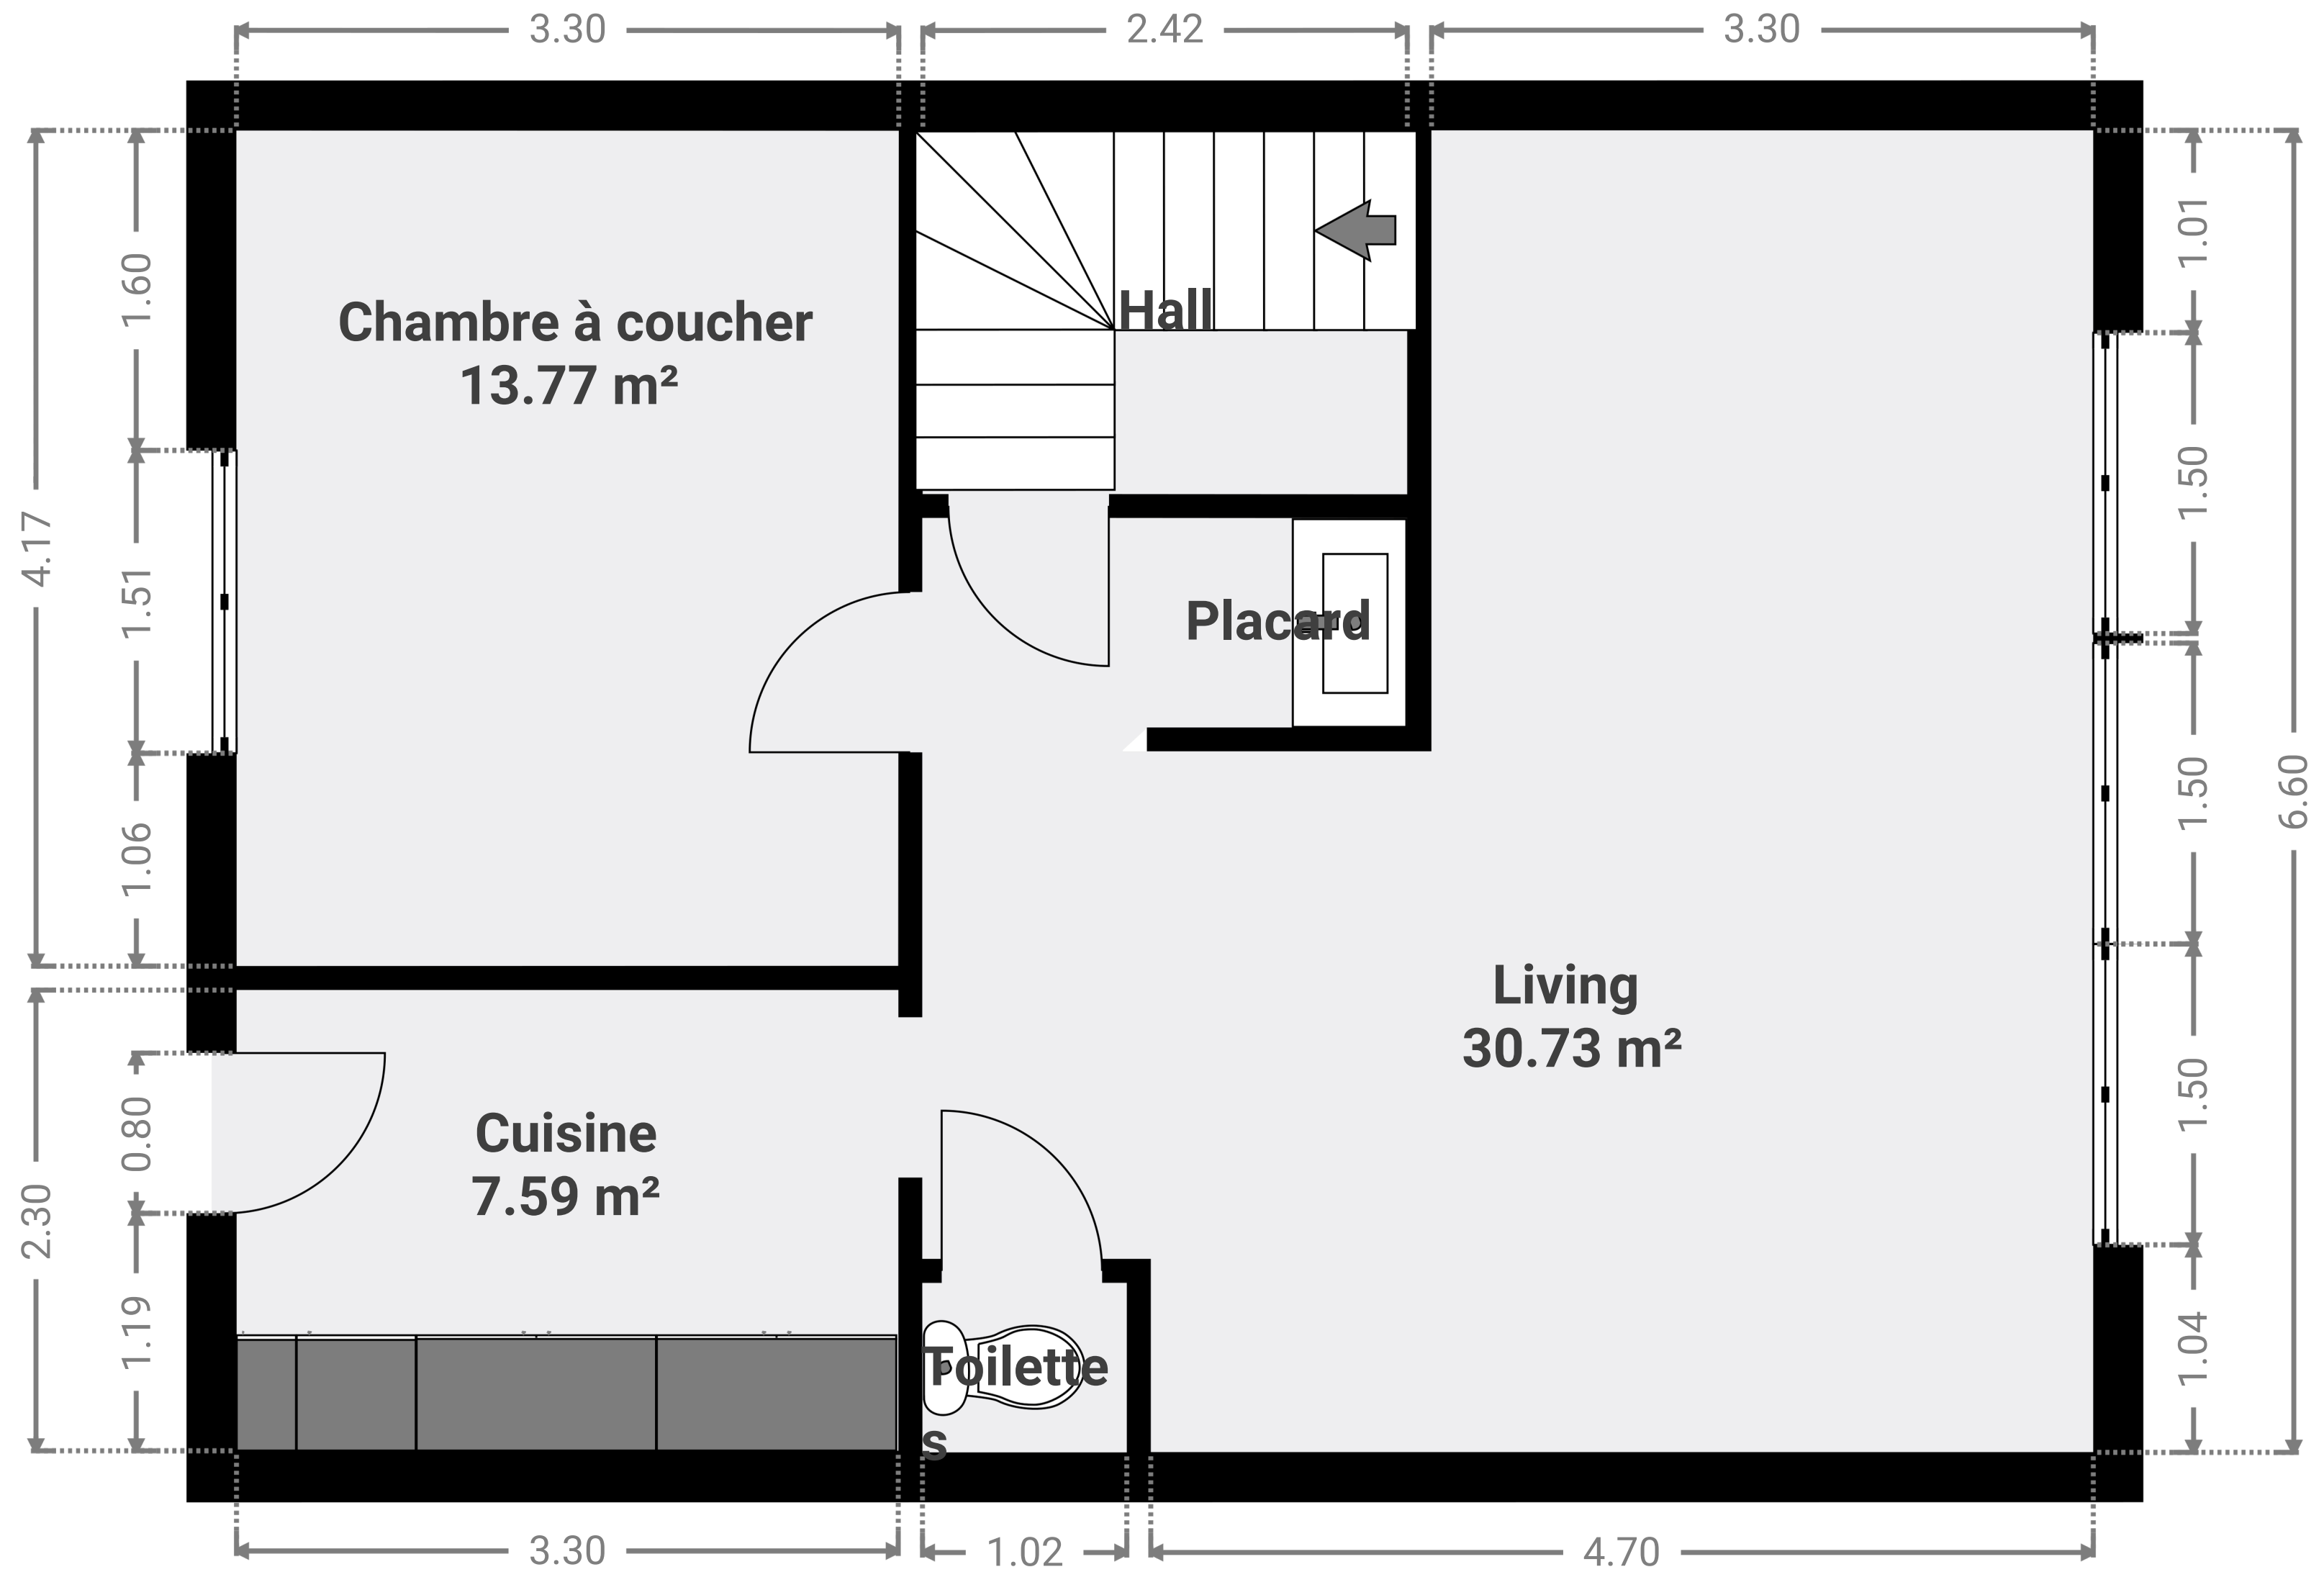 3.30
2.42
3.30
1.60
1.01
Hall
Chambre à coucher
13.77 m²
4.17
1.51
1.50
Placard
1.50
6.60
1.06
Living
30.73 m²
0.80
Cuisine
7.59 m²
1.50
2.30
1.19
Toilette
s
1.04
3.30
1.02
4.70